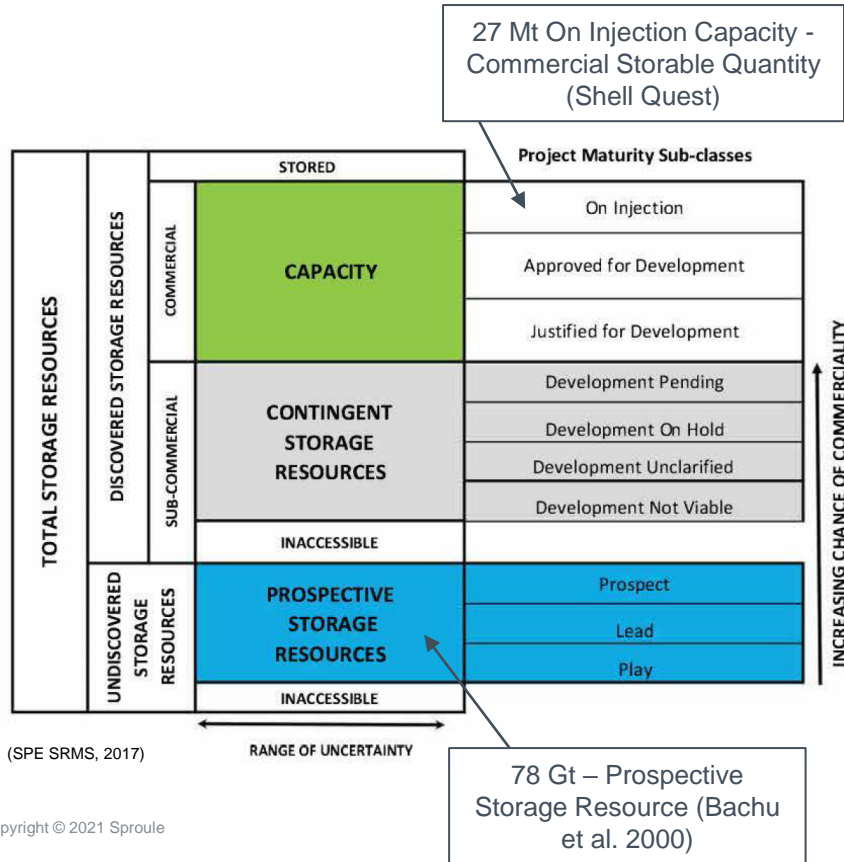 27 Mt On Injection Capacity -
Commercial Storable Quantity
(Shell Quest)
Project Maturity Sub-classes
TOTAL STORAGE RESOURCES
DISCOVERED STORAGE RESOURCES
COMMERCIAL
STORED
CAPACITY
On Injection
Approved for Development
Justified for Development
SUB-COMMERCIAL
CONTINGENT
STORAGE
RESOURCES
Development Pending
Development On Hold
Development Unclarified
Development Not Viable
INACCESSIBLE
UNDISCOVERED
STORAGE
RESOURCES
PROSPECTIVE
STORAGE
RESOURCES
Prospect
Lead
Play
INACCESSIBLE
INCREASING CHANCE OF COMMERCIALITY
(SPE SRMS, 2017)
RANGE OF UNCERTAINTY
78 Gt – Prospective
Storage Resource (Bachu
et al. 2000)
pyright © 2021 Sproule